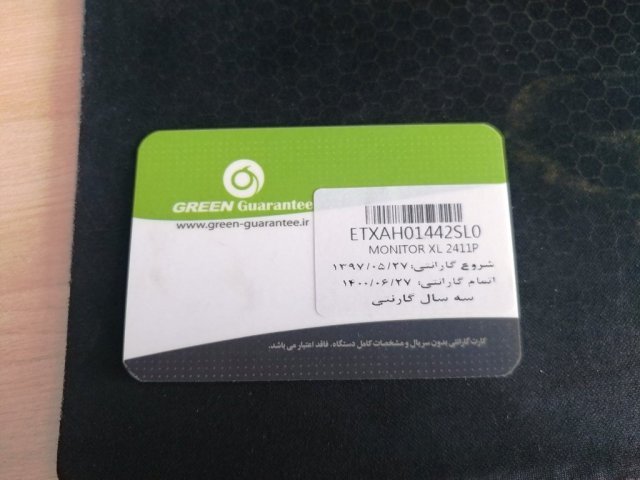 GREEN Guarantee
www.green-guarantee.ir
ETXAH01442SL0
MONITOR XL 2411P
شروع گارانتی: ۱۳۹۷/۰۵/۲۷
اتمام گارانتی: ۱۴۰۰/۰۶/۲۷
سه سال گارنتی
کارت گارانتی بدون سریال و مشخصات کامل دستگاه، فاقد اعتبار می باشد.